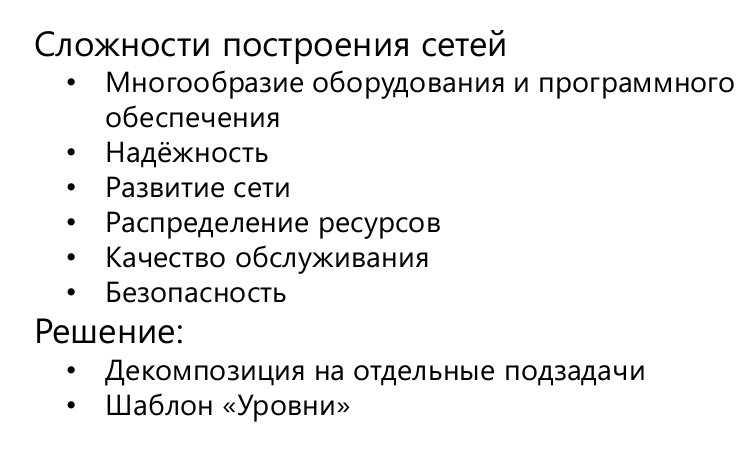 Сложности построения сетей
• Многообразие оборудования и программного
обеспечения
• Надёжность
• Развитие сети
• Распределение ресурсов
• Качество обслуживания
• Безопасность
Решение:
• Декомпозиция на отдельные подзадачи
• Шаблон «Уровни»